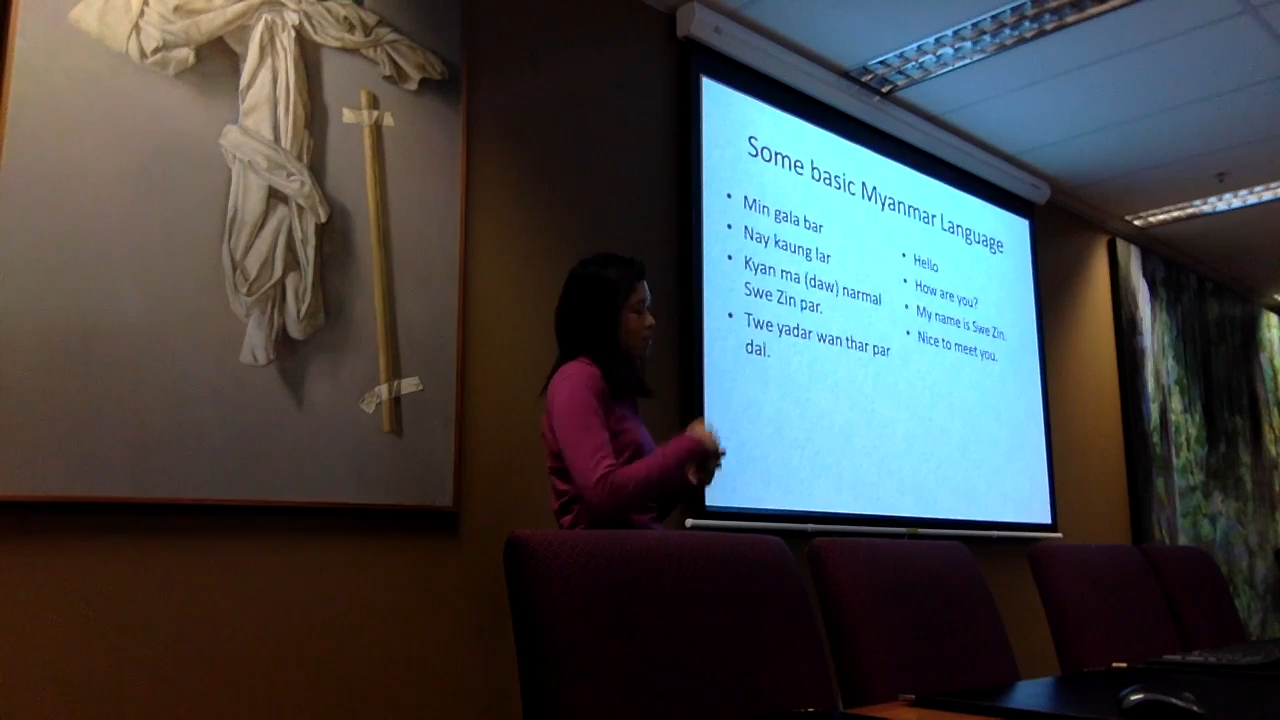 Some basic Myanmar Language
• Min gala bar
• Nay kaung lar
• Kyan ma (daw) narmal
Swe Zin par.
• Twe yadar wan thar par
dal.
• Hello
• How are you?
• My name is Swe Zin.
• Nice to meet you.